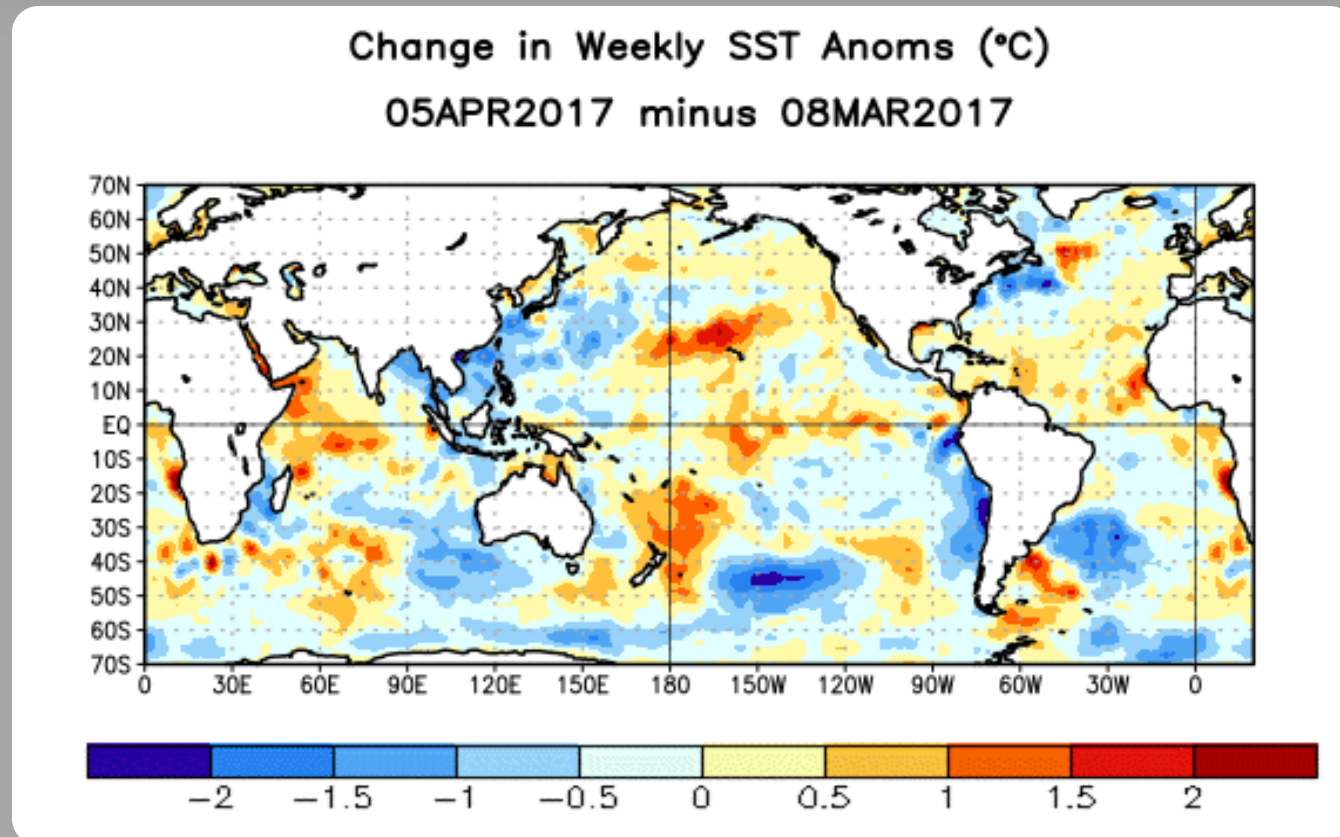 Change in Weekly SST Anoms (°C)
05APR2017 minus 08MAR2017
70N
60N
50N
40N
30N
20N
10N
EQ
10S
20S
30S
40S
50S
60S
70S
0 30E 60E 90E 120E 150E 180 150W 120W 90W 60W 30W 0
−2 −1.5 −1 −0.5 0 0.5 1 1.5 2